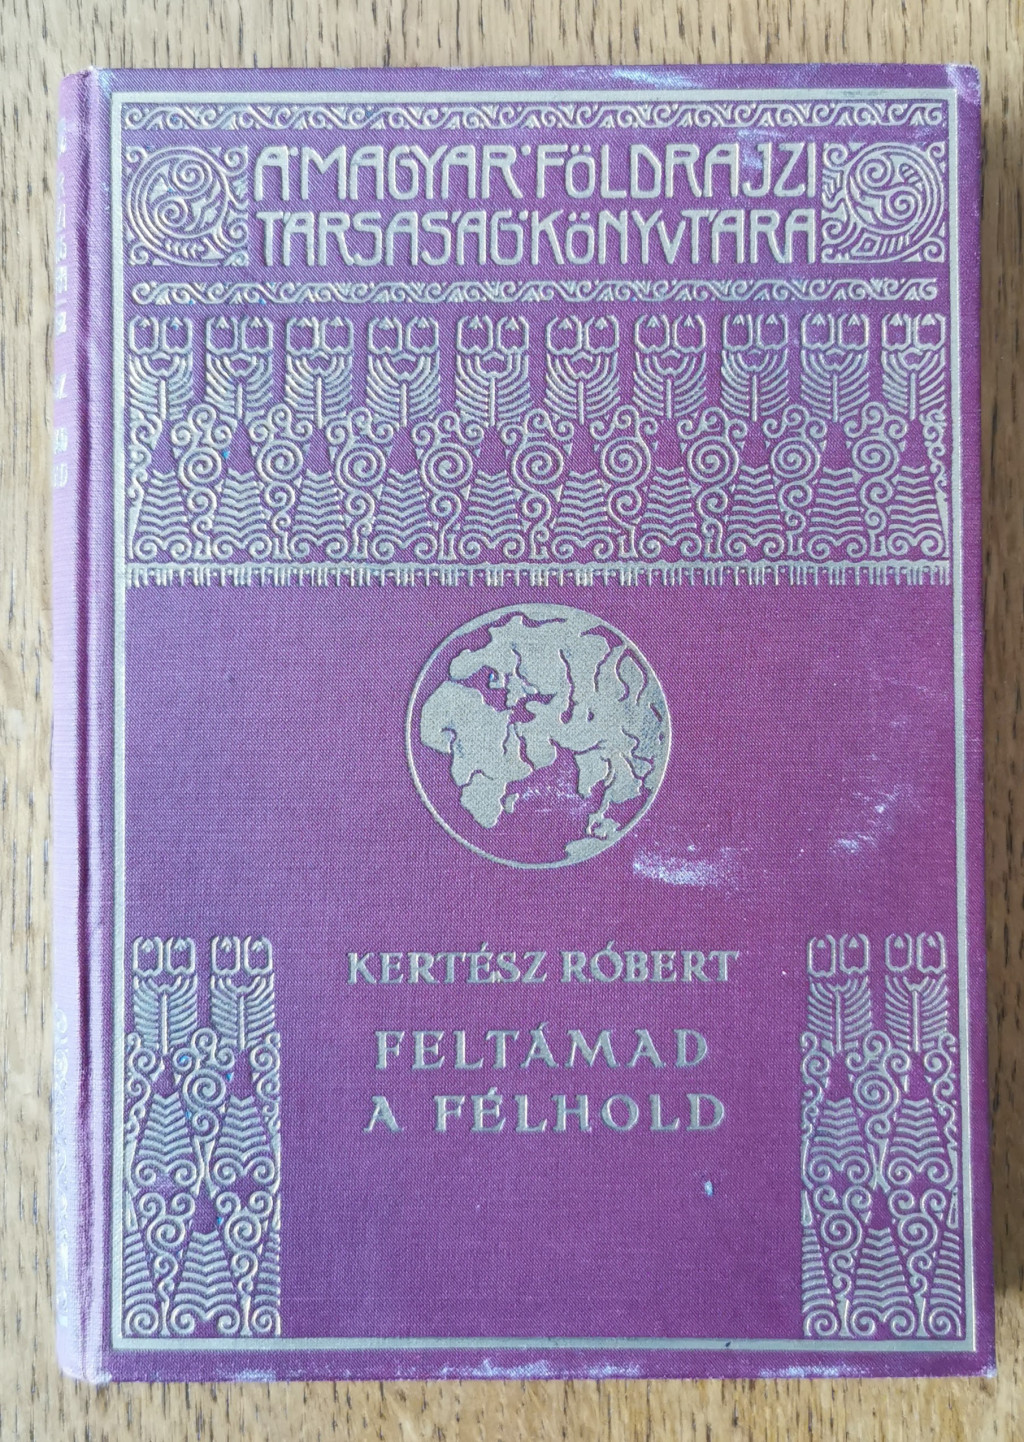 A MAGYAR FÖLDRAJZI
TÁRSASÁG KÖNYVTÁRA
KERTÉSZ RÓBERT
FELTÁMAD
A FÉLHOLD